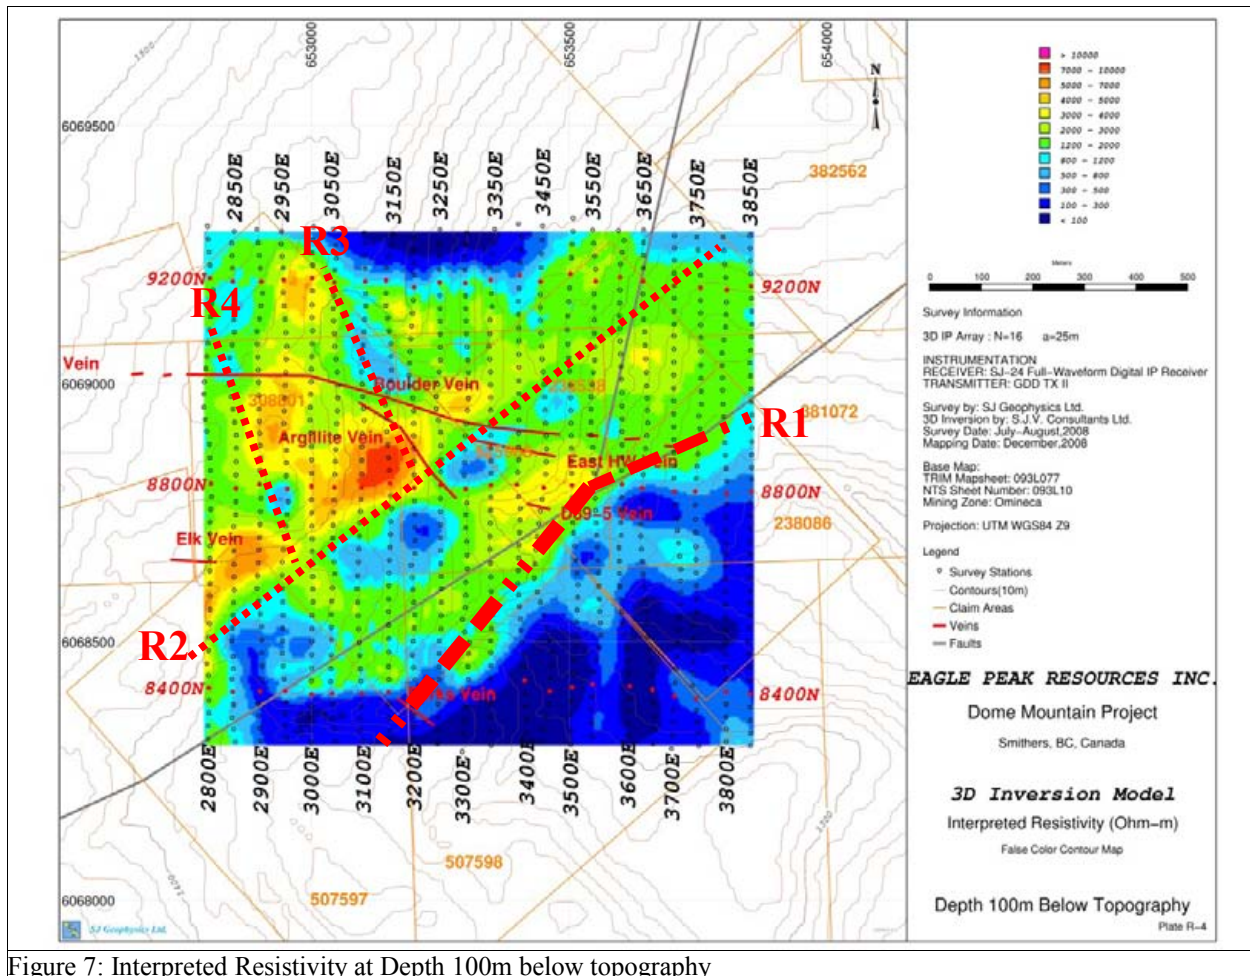 653000
653500
654000
1500
N
6069500
382562
2850E
2950E
3050E
3150E
3250E
3350E
3450E
3550E
3650E
3750E
3850E
R3
9200N
9200N
R4
Vein
6069000
Boulder Vein
308801
381072
R1
Argillite Vein
East HW Vein
8800N
8800N
D89-5 Vein
238086
Elk Vein
6068500
R2
8400N
8400N
Vein
2800E
2900E
3000E
3100E
3200E
3300E
3400E
3500E
3600E
3700E
3800E
507598
507597
6068000
SJ Geophysics Ltd.
> 10000
7000 - 10000
5000 - 7000
4000 - 5000
3000 - 4000
2000 - 3000
1200 - 2000
800 - 1200
500 - 800
300 - 500
100 - 300
< 100
Meters
0 100 200 300 400 500
Survey Information
3D IP Array : N=16 a=25m
INSTRUMENTATION
RECEIVER: SJ-24 Full-Waveform Digital IP Receiver
TRANSMITTER: GDD TX II
Survey by: SJ Geophysics Ltd.
3D Inversion by: S.J.V. Consultants Ltd.
Survey Date: July-August,2008
Mapping Date: December,2008
Base Map:
TRIM Mapsheet: 093L077
NTS Sheet Number: 093L10
Mining Zone: Omineca
Projection: UTM WGS84 Z9
Legend
Survey Stations
Contours(10m)
Claim Areas
Veins
Faults
EAGLE PEAK RESOURCES INC.
Dome Mountain Project
Smithers, BC, Canada
3D Inversion Model
Interpreted Resistivity (Ohm-m)
False Color Contour Map
Depth 100m Below Topography
Plate R-4
Figure 7: Interpreted Resistivity at Depth 100m below topography